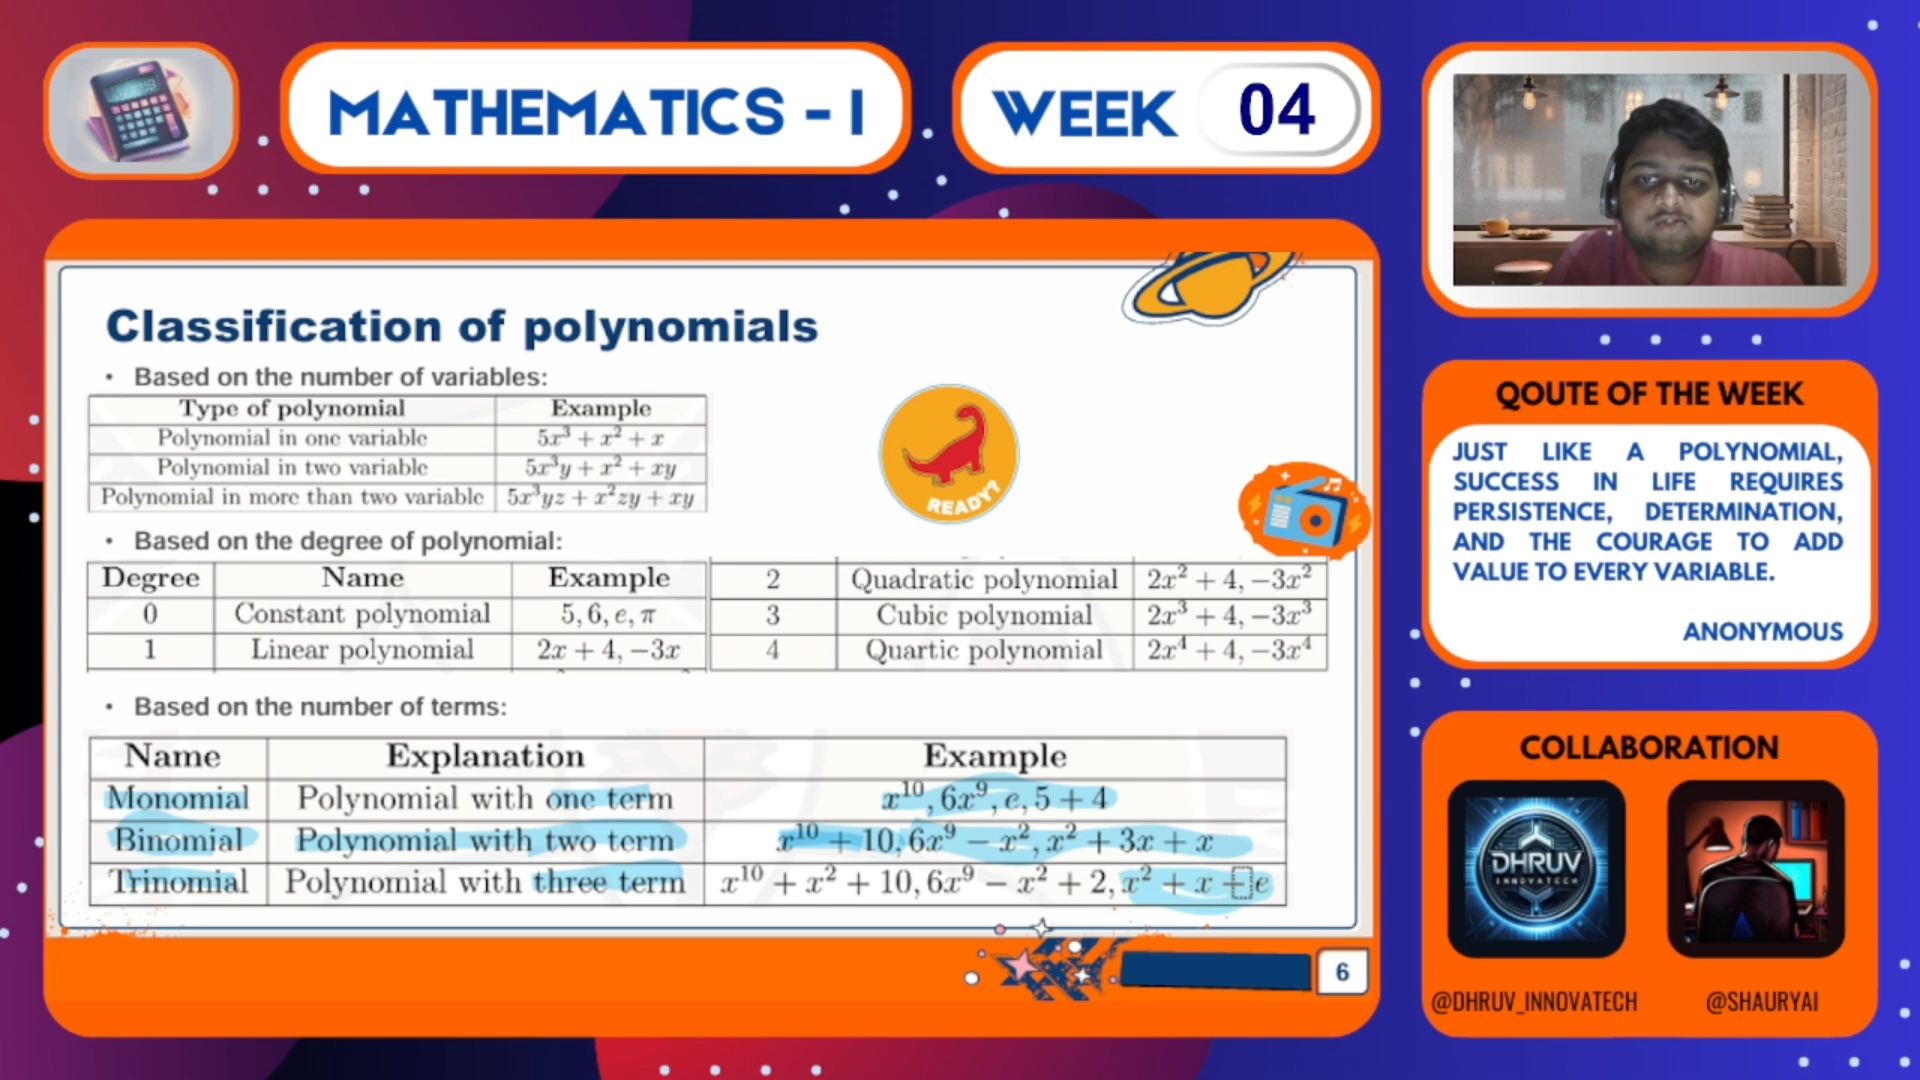 MATHEMATICS - I
WEEK 04
Classification of polynomials
• Based on the number of variables:
Type of polynomial Example
Polynomial in one variable 5x³ + x² + x
Polynomial in two variable 5x³y + x² + xy
Polynomial in more than two variable 5x³yz + x²zy + xy
READY?
• Based on the degree of polynomial:
Degree Name Example
0 Constant polynomial 5, 6, e, π
1 Linear polynomial 2x + 4, −3x
2 Quadratic polynomial 2x² + 4, −3x²
3 Cubic polynomial 2x³ + 4, −3x³
4 Quartic polynomial 2x⁴ + 4, −3x⁴
• Based on the number of terms:
Name Explanation Example
Monomial Polynomial with one term x¹⁰, 6x⁹, e, 5 + 4
Binomial Polynomial with two term x¹⁰ + 10, 6x⁹ − x², x² + 3x + x
Trinomial Polynomial with three term x¹⁰ + x² + 10, 6x⁹ − x² + 2, x² + x + e
6
QOUTE OF THE WEEK
JUST LIKE A POLYNOMIAL,
SUCCESS IN LIFE REQUIRES
PERSISTENCE, DETERMINATION,
AND THE COURAGE TO ADD
VALUE TO EVERY VARIABLE.
ANONYMOUS
COLLABORATION
DHRUV
INNOVATECH
@DHRUV_INNOVATECH
@SHAURYAI